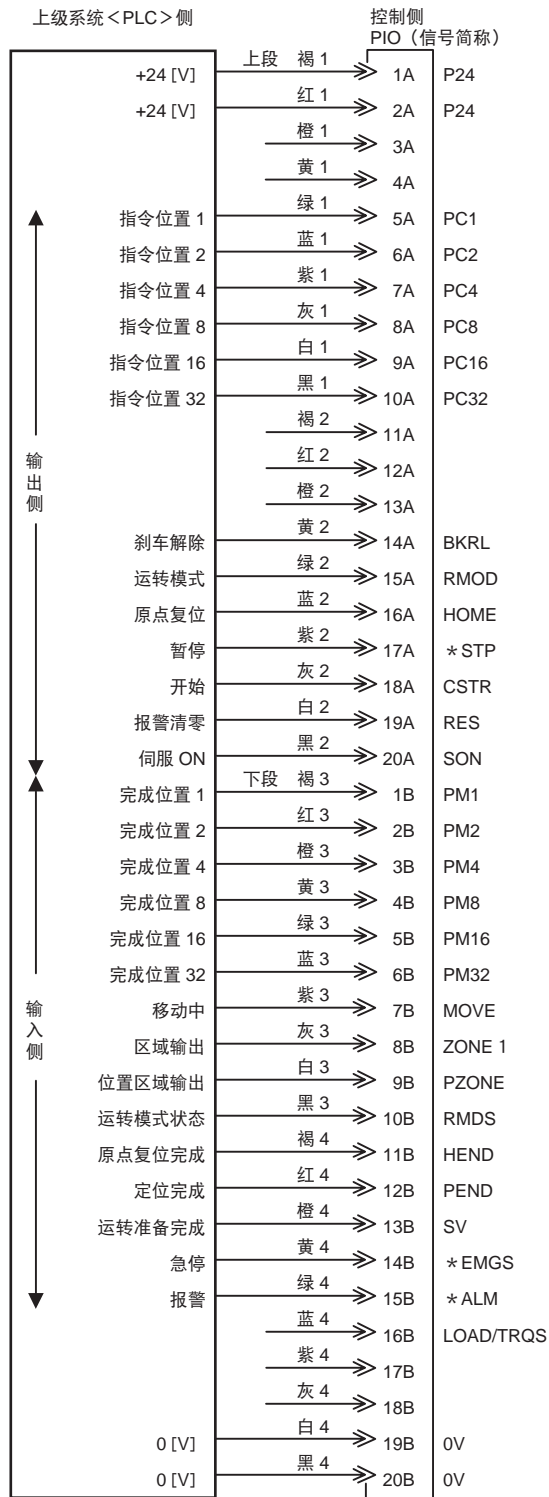 上级系统＜PLC＞侧 控制侧
PIO（信号简称）
+24 [V] 上段 褐 1 1A P24
+24 [V] 红 1 2A P24
橙 1 3A
黄 1 4A
指令位置 1 绿 1 5A PC1
指令位置 2 蓝 1 6A PC2
指令位置 4 紫 1 7A PC4
指令位置 8 灰 1 8A PC8
指令位置 16 白 1 9A PC16
指令位置 32 黑 1 10A PC32
褐 2 11A
红 2 12A
橙 2 13A
输出侧
刹车解除 黄 2 14A BKRL
运转模式 绿 2 15A RMOD
原点复位 蓝 2 16A HOME
暂停 紫 2 17A ＊STP
开始 灰 2 18A CSTR
报警清零 白 2 19A RES
伺服 ON 黑 2 20A SON
完成位置 1 下段 褐 3 1B PM1
完成位置 2 红 3 2B PM2
完成位置 4 橙 3 3B PM4
完成位置 8 黄 3 4B PM8
完成位置 16 绿 3 5B PM16
完成位置 32 蓝 3 6B PM32
输入侧
移动中 紫 3 7B MOVE
区域输出 灰 3 8B ZONE 1
位置区域输出 白 3 9B PZONE
运转模式状态 黑 3 10B RMDS
原点复位完成 褐 4 11B HEND
定位完成 红 4 12B PEND
运转准备完成 橙 4 13B SV
急停 黄 4 14B ＊EMGS
报警 绿 4 15B ＊ALM
蓝 4 16B LOAD/TRQS
紫 4 17B
灰 4 18B
0 [V] 白 4 19B 0V
0 [V] 黑 4 20B 0V